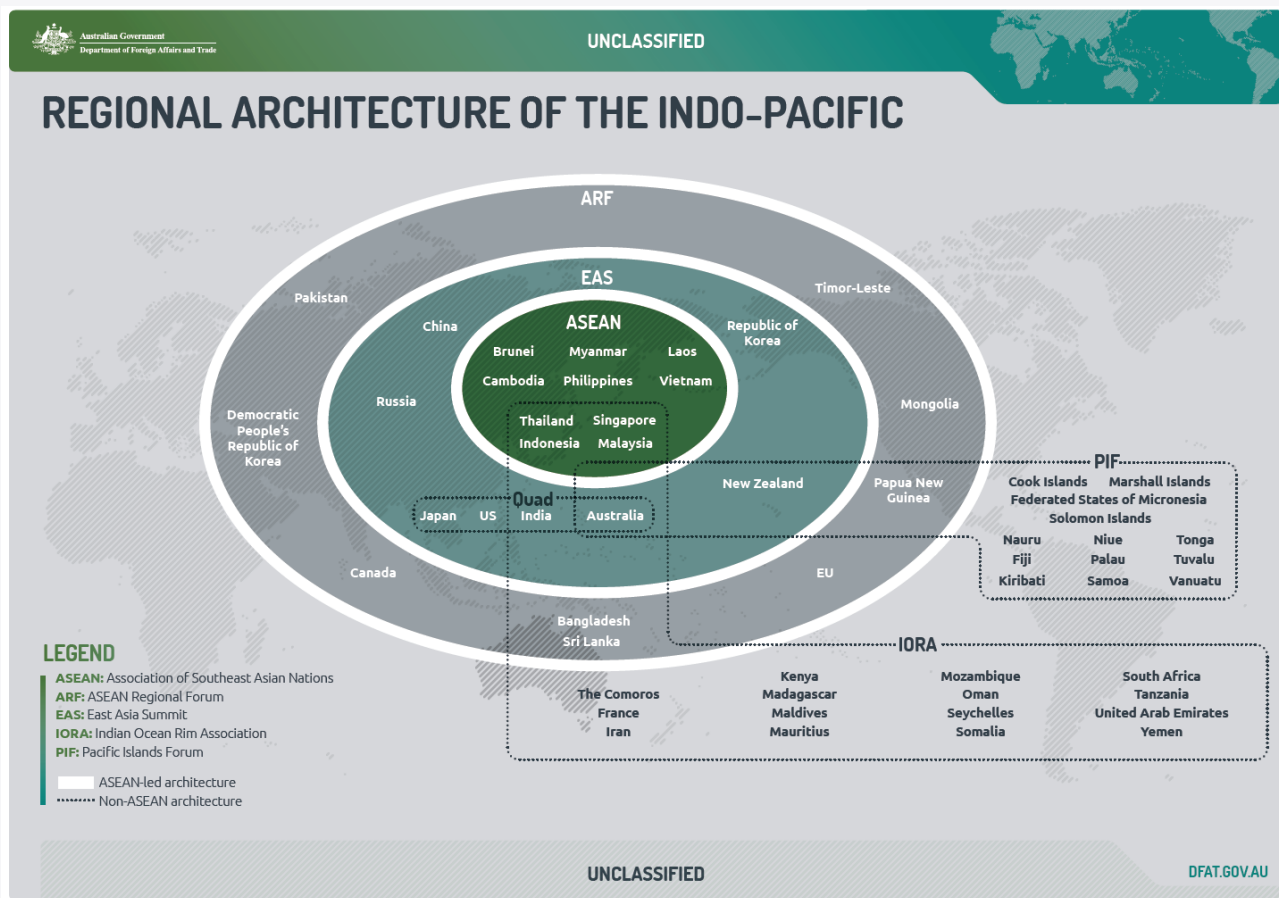 Australian Government
Department of Foreign Affairs and Trade
UNCLASSIFIED
REGIONAL ARCHITECTURE OF THE INDO-PACIFIC
ARF
EAS
ASEAN
Pakistan
Timor-Leste
China
Republic of
Korea
Brunei Myanmar Laos
Cambodia Philippines Vietnam
Russia
Thailand Singapore
Indonesia Malaysia
Democratic
People's
Republic of
Korea
Mongolia
New Zealand
Papua New
Guinea
Quad
Japan US India Australia
Canada
EU
Bangladesh
Sri Lanka
PIF
Cook Islands Marshall Islands
Federated States of Micronesia
Solomon Islands
Nauru Niue Tonga
Fiji Palau Tuvalu
Kiribati Samoa Vanuatu
IORA
Kenya Mozambique South Africa
The Comoros Madagascar Oman Tanzania
France Maldives Seychelles United Arab Emirates
Iran Mauritius Somalia Yemen
LEGEND
ASEAN: Association of Southeast Asian Nations
ARF: ASEAN Regional Forum
EAS: East Asia Summit
IORA: Indian Ocean Rim Association
PIF: Pacific Islands Forum
ASEAN-led architecture
Non-ASEAN architecture
UNCLASSIFIED
DFAT.GOV.AU